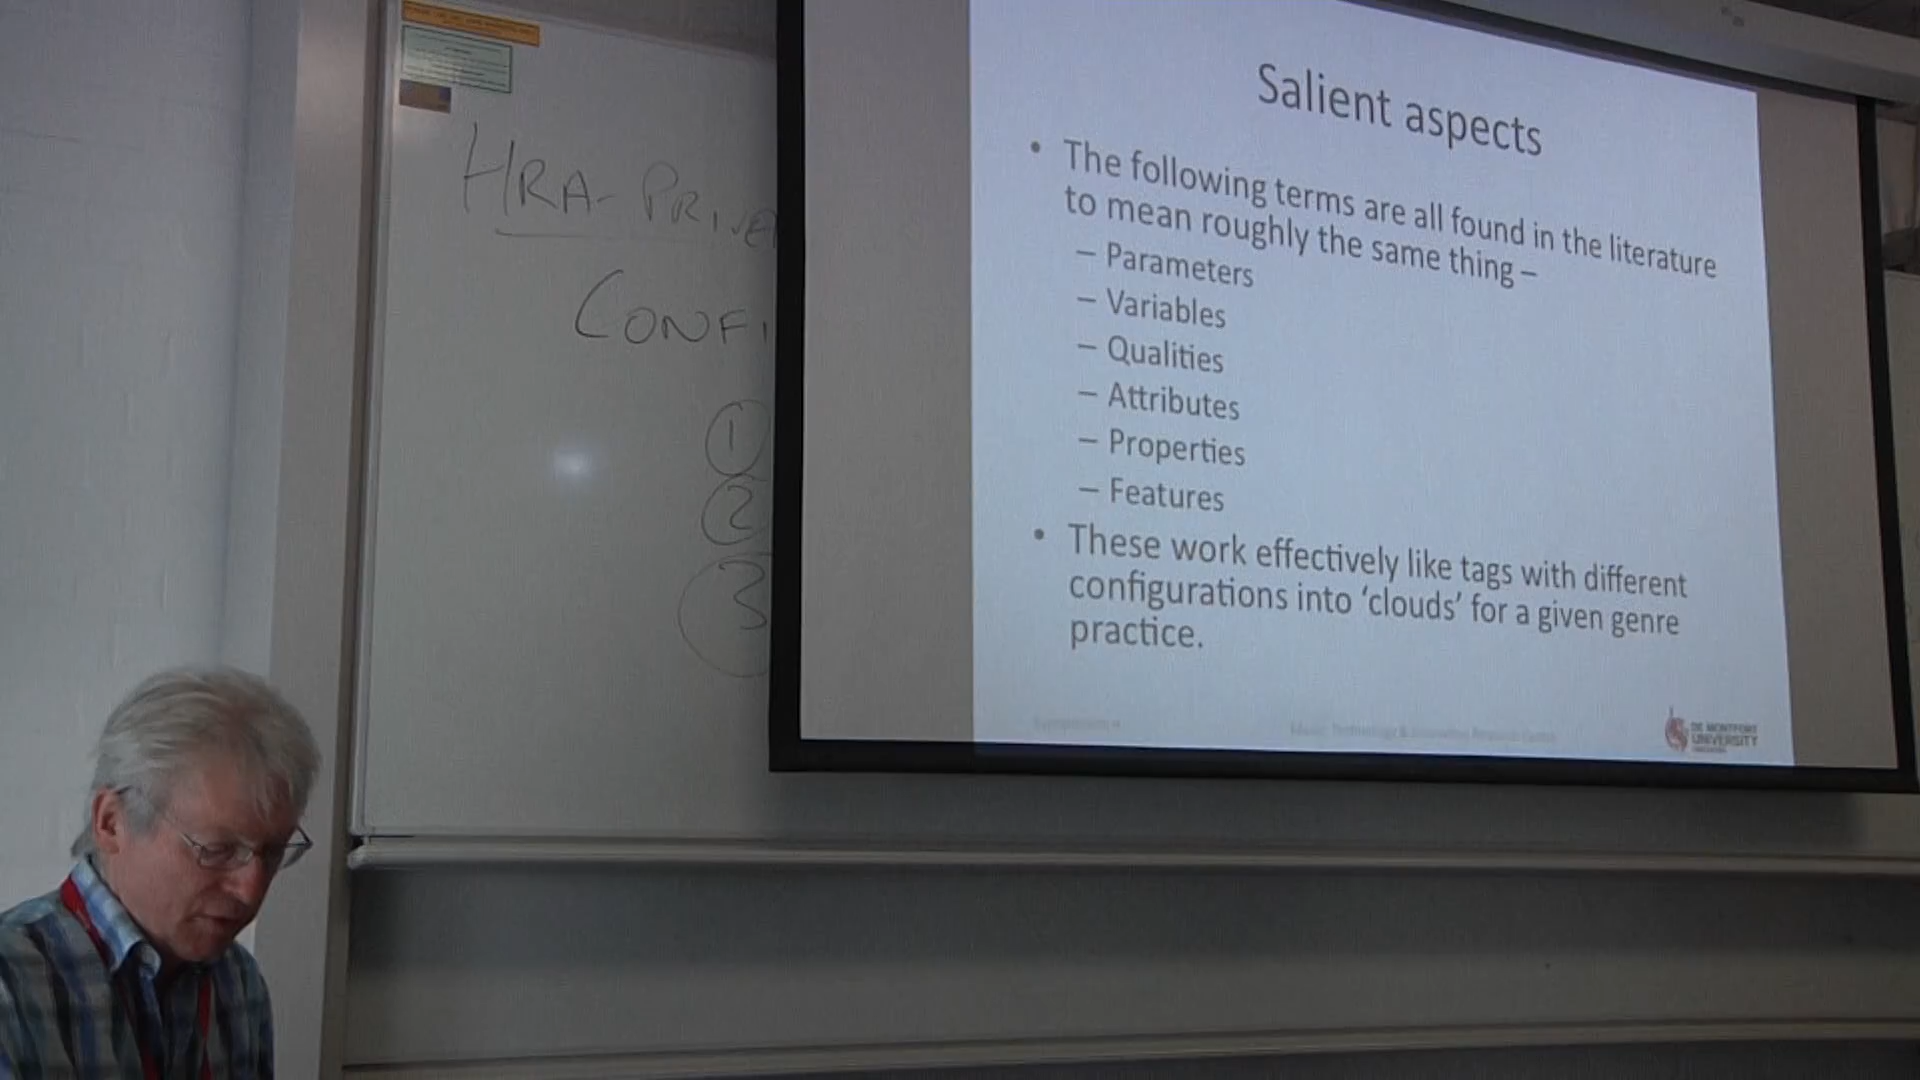 HRA- PRIVA
CONFI
1
2
3
Salient aspects
• The following terms are all found in the literature
to mean roughly the same thing –
– Parameters
– Variables
– Qualities
– Attributes
– Properties
– Features
• These work effectively like tags with different
configurations into ‘clouds’ for a given genre
practice.
DE MONTFORT
UNIVERSITY